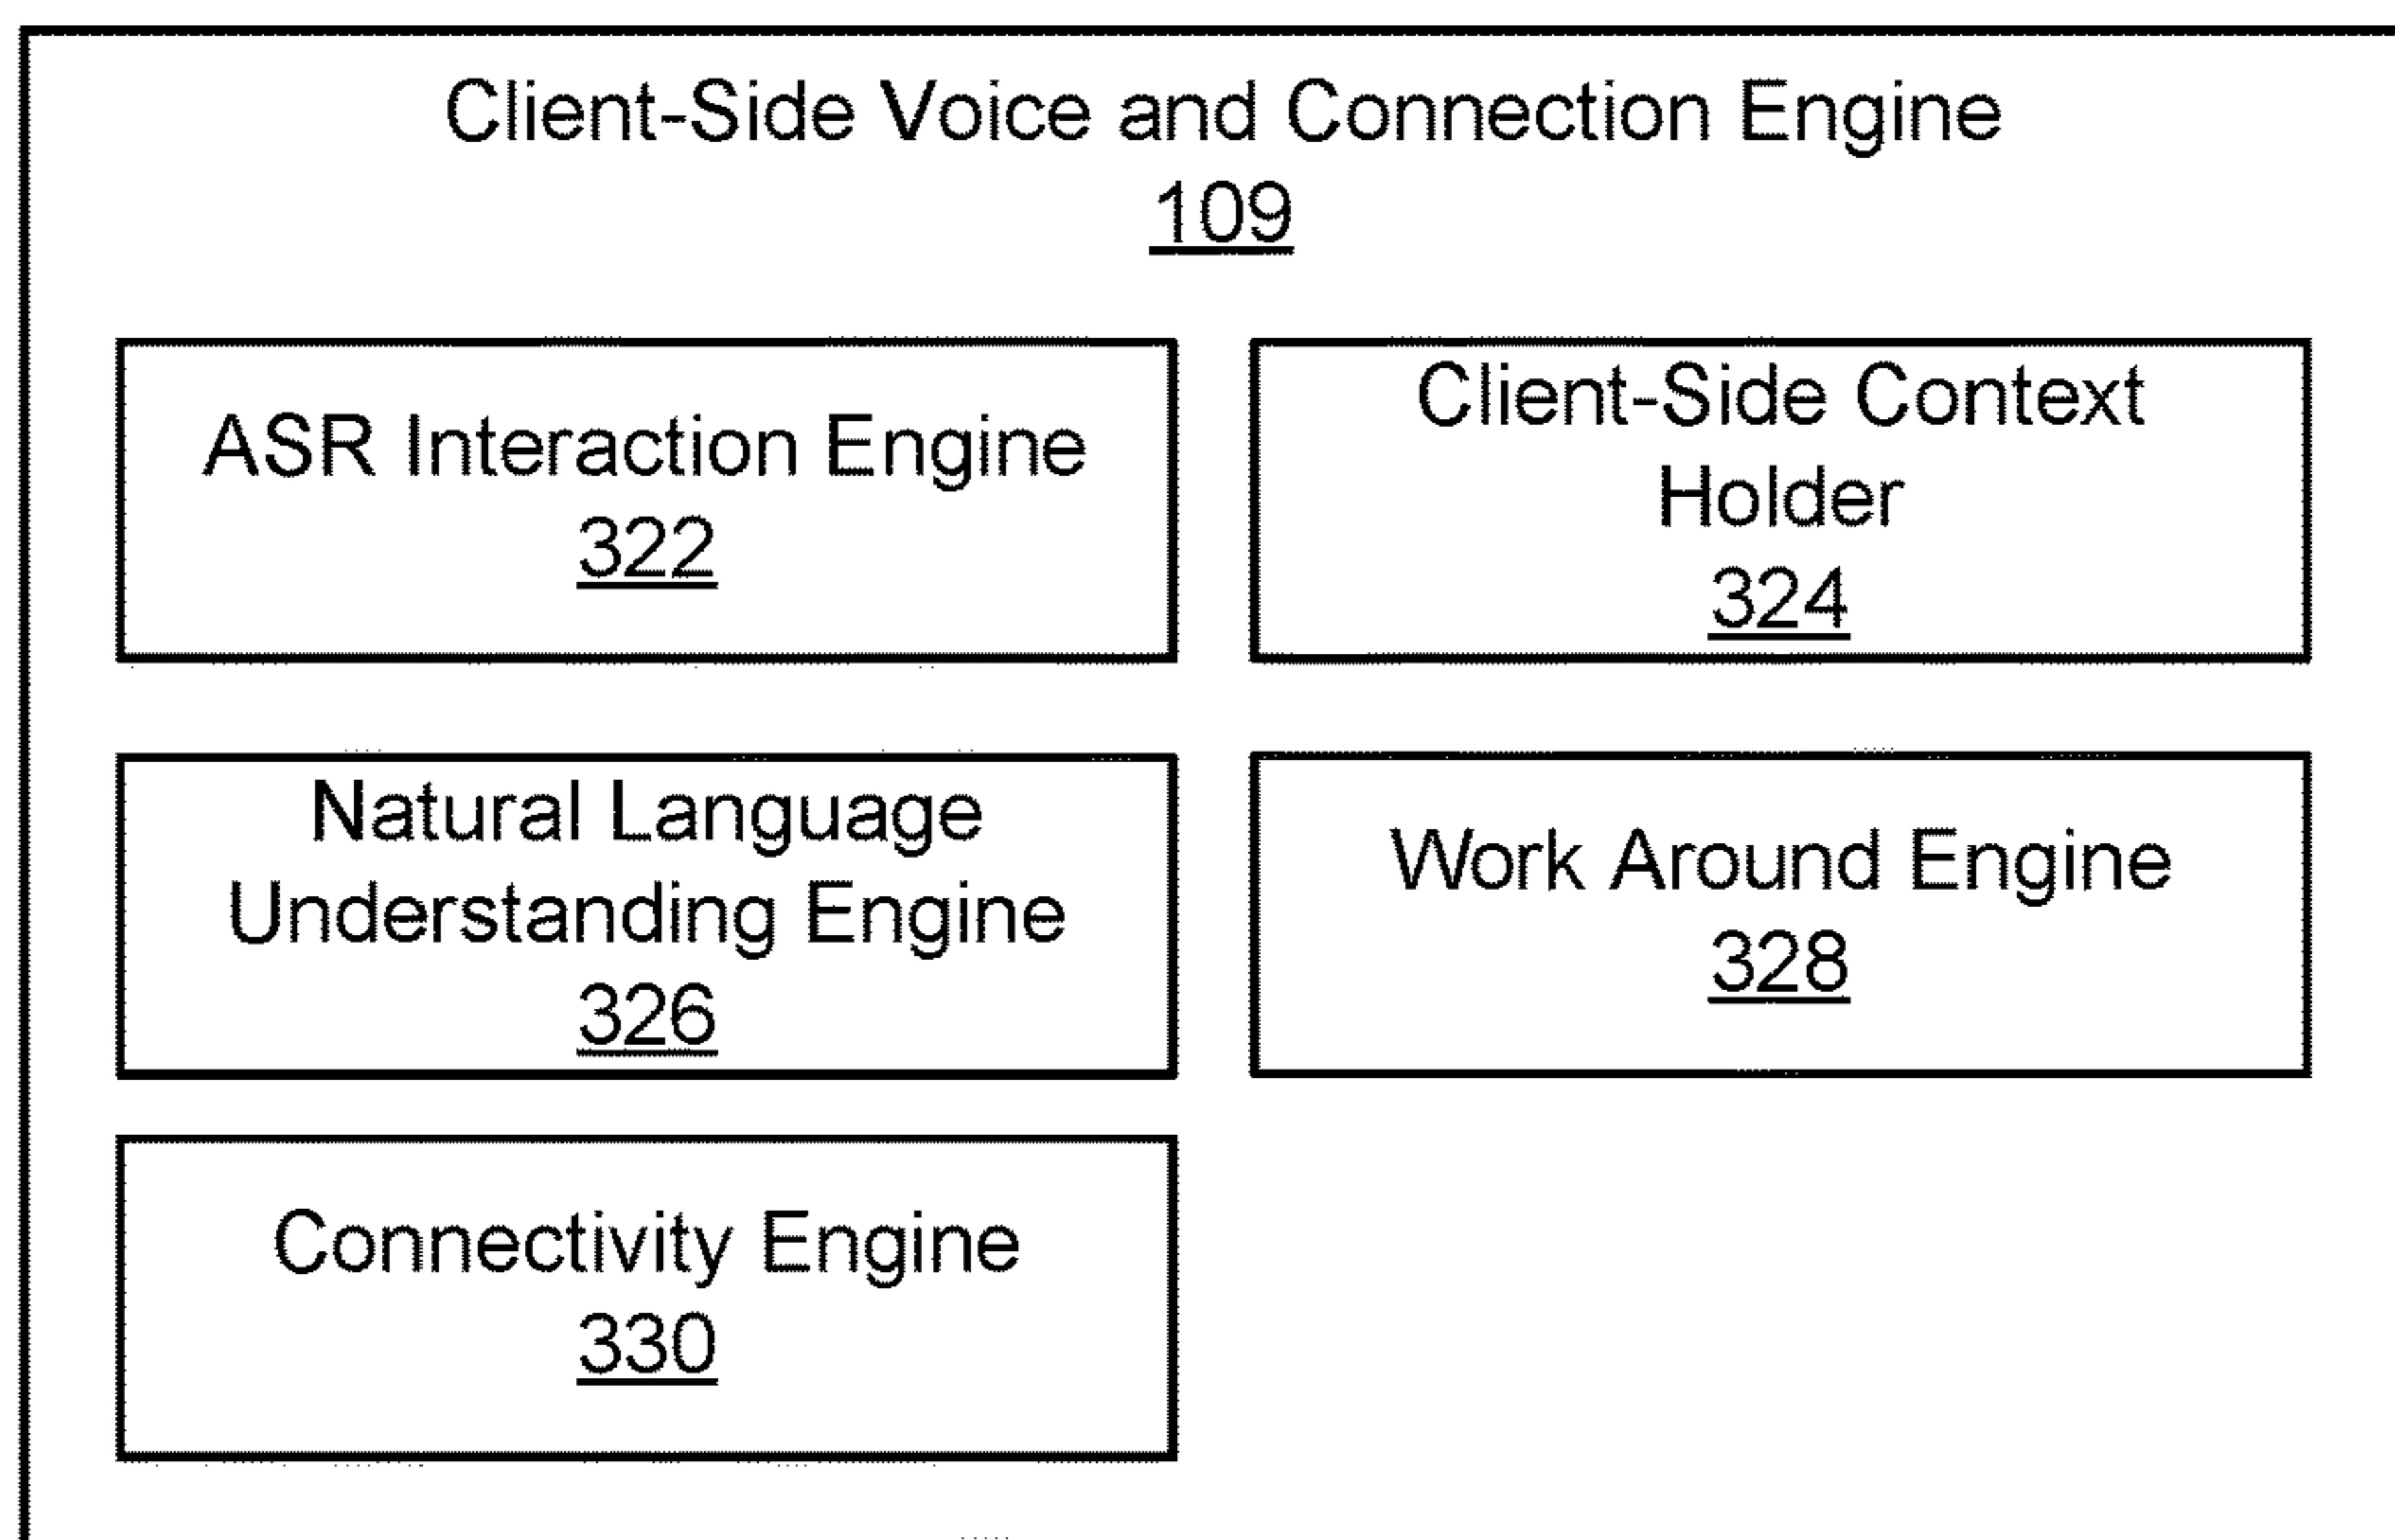 Client-Side Voice and Connection Engine
109
ASR Interaction Engine
322
Client-Side Context
Holder
324
Natural Language
Understanding Engine
326
Work Around Engine
328
Connectivity Engine
330